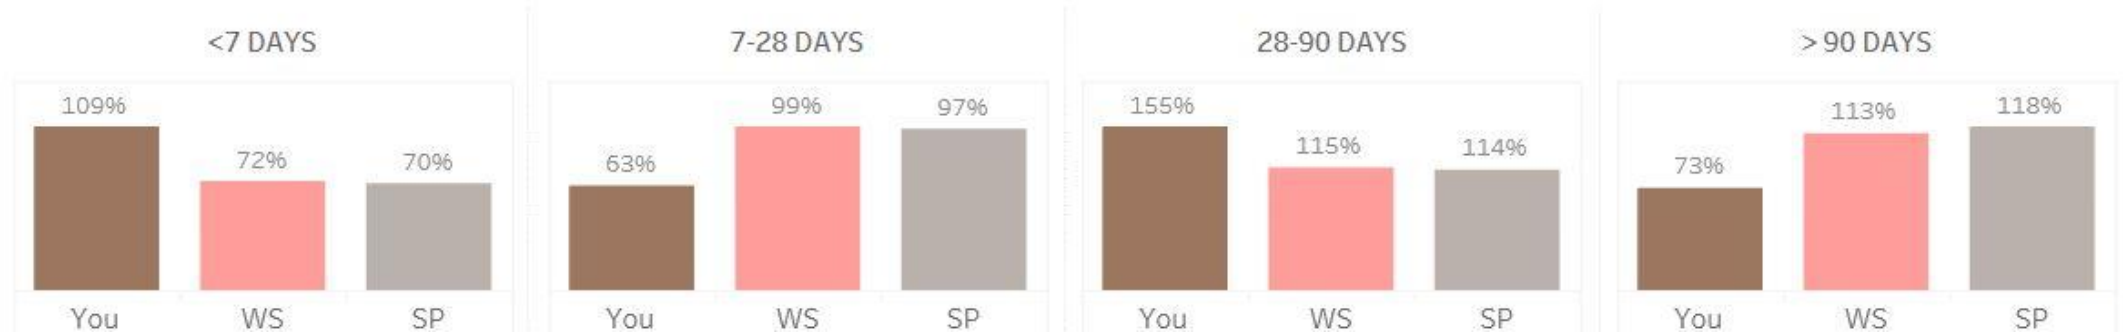 <7 DAYS
109%
72%
70%
You
WS
SP
7-28 DAYS
63%
99%
97%
You
WS
SP
28-90 DAYS
155%
115%
114%
You
WS
SP
> 90 DAYS
73%
113%
118%
You
WS
SP